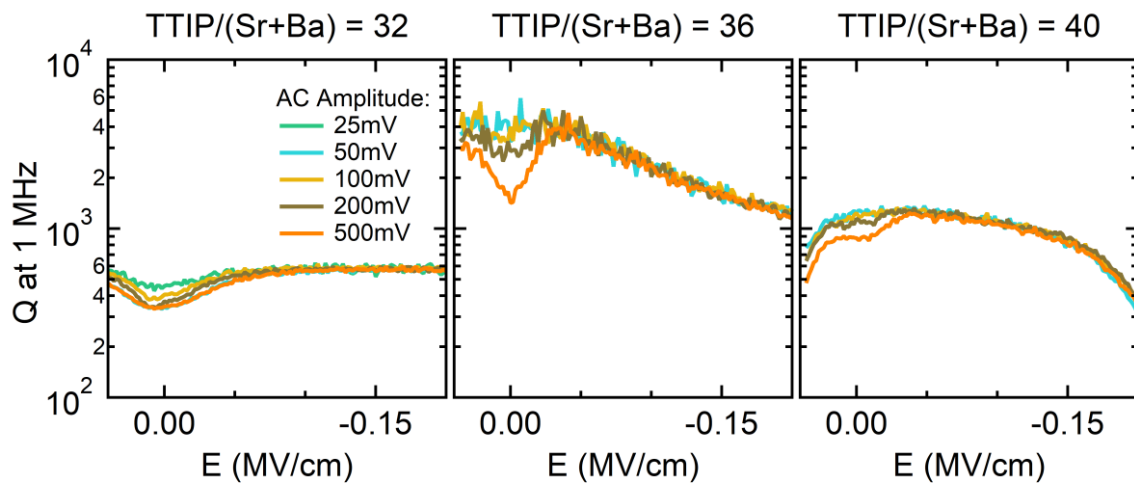 TTIP/(Sr+Ba) = 32 TTIP/(Sr+Ba) = 36 TTIP/(Sr+Ba) = 40
10⁴
6
4
2
10³
6
4
2
10²
Q at 1 MHz
AC Amplitude:
25mV
50mV
100mV
200mV
500mV
0.00 -0.15 0.00 -0.15 0.00 -0.15
E (MV/cm) E (MV/cm) E (MV/cm)